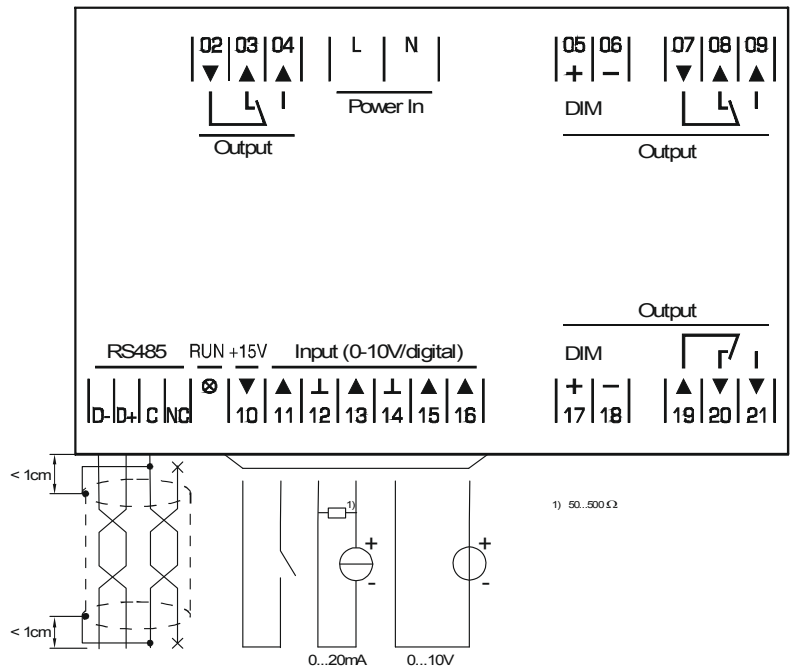 02 03 04 L N 05 06 07 08 09
+ −
Power In DIM
Output Output
Output
RS485 RUN +15V Input (0-10V/digital) DIM
+ −
D- D+ C NC 10 11 12 13 14 15 16 17 18 19 20 21
< 1cm
1) 1) 50...500 Ω
+ +
- -
< 1cm
0...20mA 0...10V